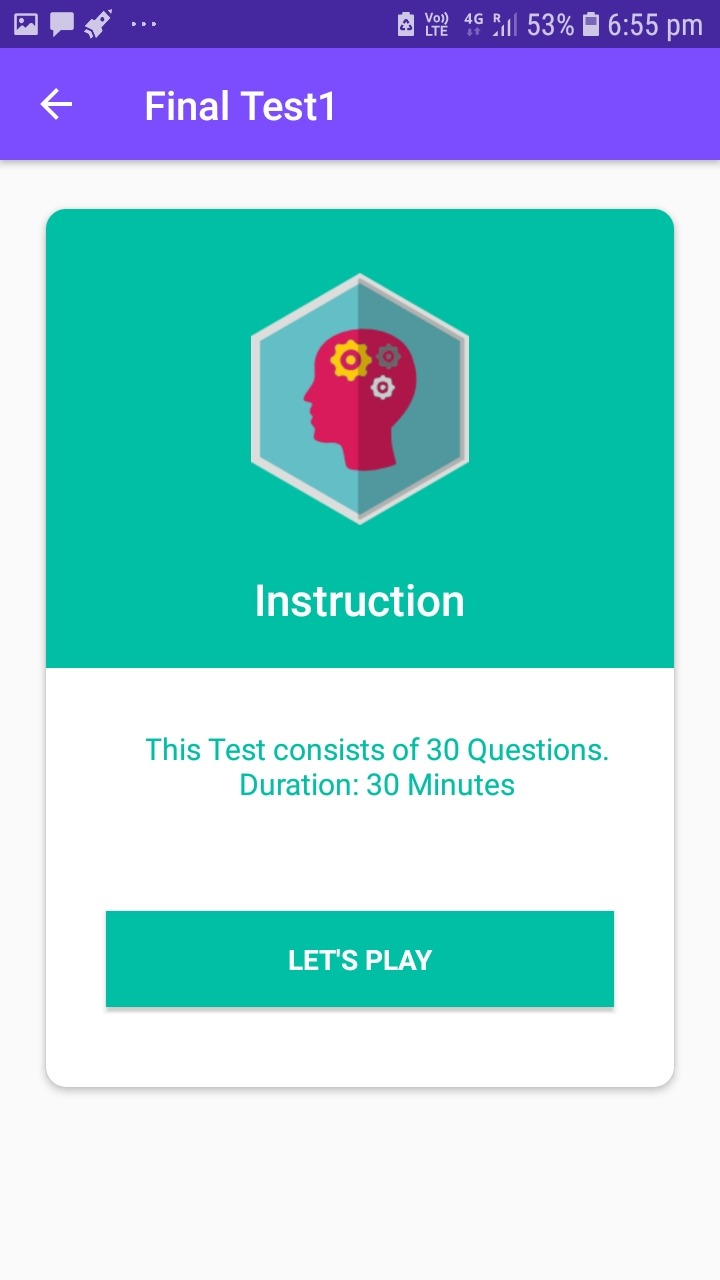 Vo)) LTE 4G R 53% 6:55 pm
Final Test1
Instruction
This Test consists of 30 Questions.
Duration: 30 Minutes
LET'S PLAY